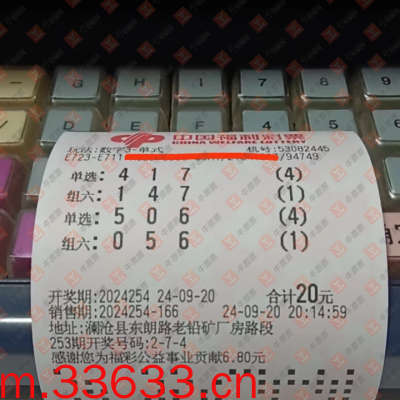 中国福利彩票
CHINA WELFARE LOTTERY
玩法:数字3-单式 机号:53082445
E723-E711 /94749
单选: 4 1 7 (4)
组六: 1 4 7 (1)
单选: 5 0 6 (4)
组六: 0 5 6 (1)
开奖期:2024254 24-09-20 合计20元
销售期:2024254-166 24-09-20 20:14:59
地址:澜沧县东朗路老铅矿厂房路段
253期开奖号码:2-7-4
感谢您为福彩公益事业贡献6.80元
m.33633.cn